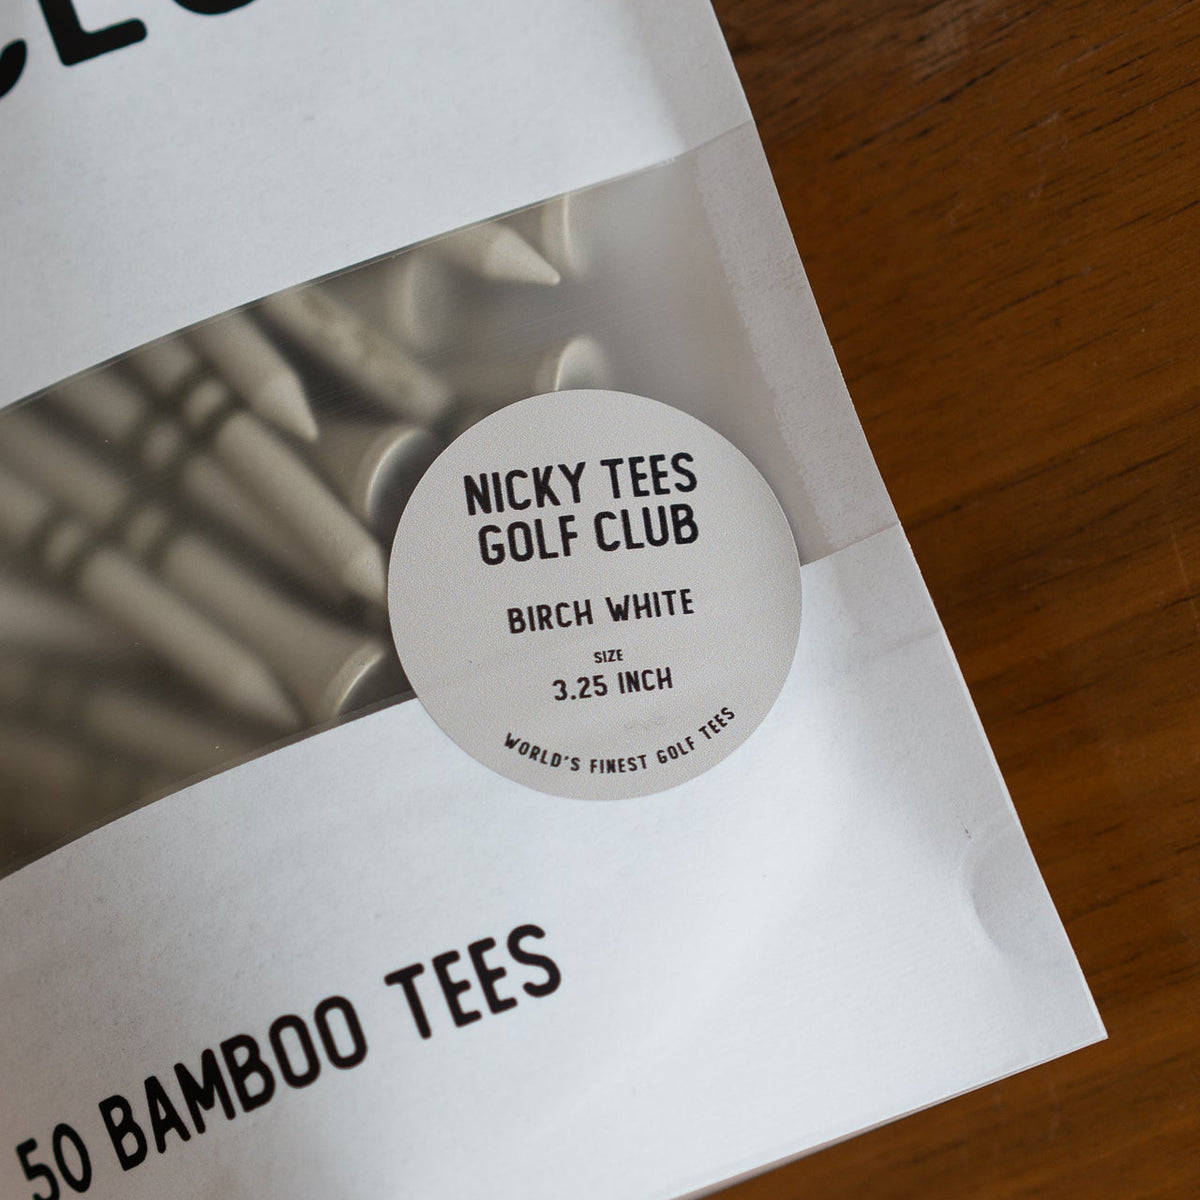 NICKY TEES
GOLF CLUB
BIRCH WHITE
SIZE
3.25 INCH
WORLD'S FINEST GOLF TEES
50 BAMBOO TEES